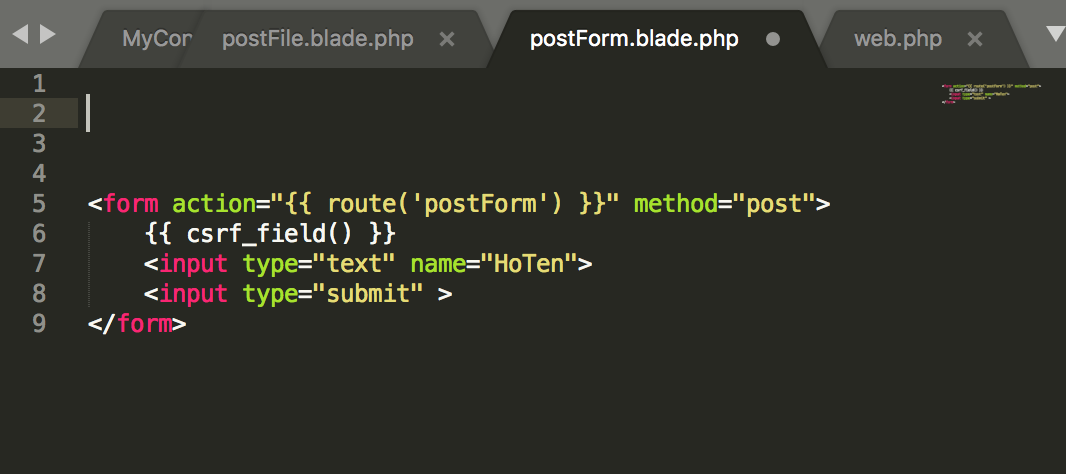 MyCon postFile.blade.php × postForm.blade.php web.php ×
1
2
3
4
5 <form action="{{ route('postForm') }}" method="post">
6     {{ csrf_field() }}
7     <input type="text" name="HoTen">
8     <input type="submit" >
9 </form>